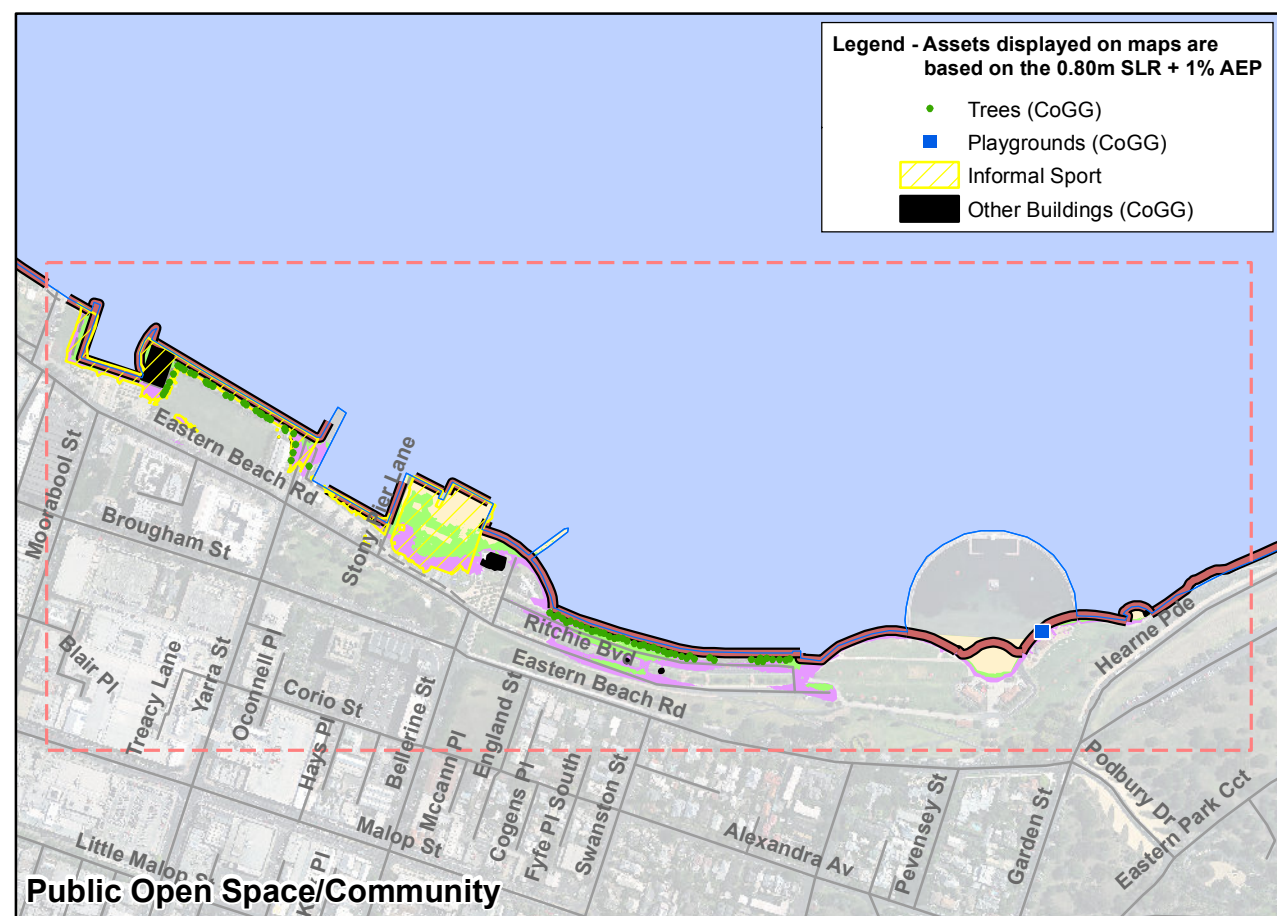 Legend - Assets displayed on maps are
based on the 0.80m SLR + 1% AEP
Trees (CoGG)
Playgrounds (CoGG)
Informal Sport
Other Buildings (CoGG)
Moorabool St
Eastern Beach Rd
Stony Pier Lane
Brougham St
Ritchie Bvd
Eastern Beach Rd
Hearne Pde
Blair Pl
Treacy Lane
Yarra St
Oconnell Pl
Corio St
Hays Pl
Bellerine St
Mccann Pl
England St
Cogens Pl
Fyfe Pl South
Swanston St
Malop St
Little Malop St
Pl
Alexandra Av
Pevensey St
Garden St
Podbury Dr
Eastern Park Cct
Public Open Space/Community